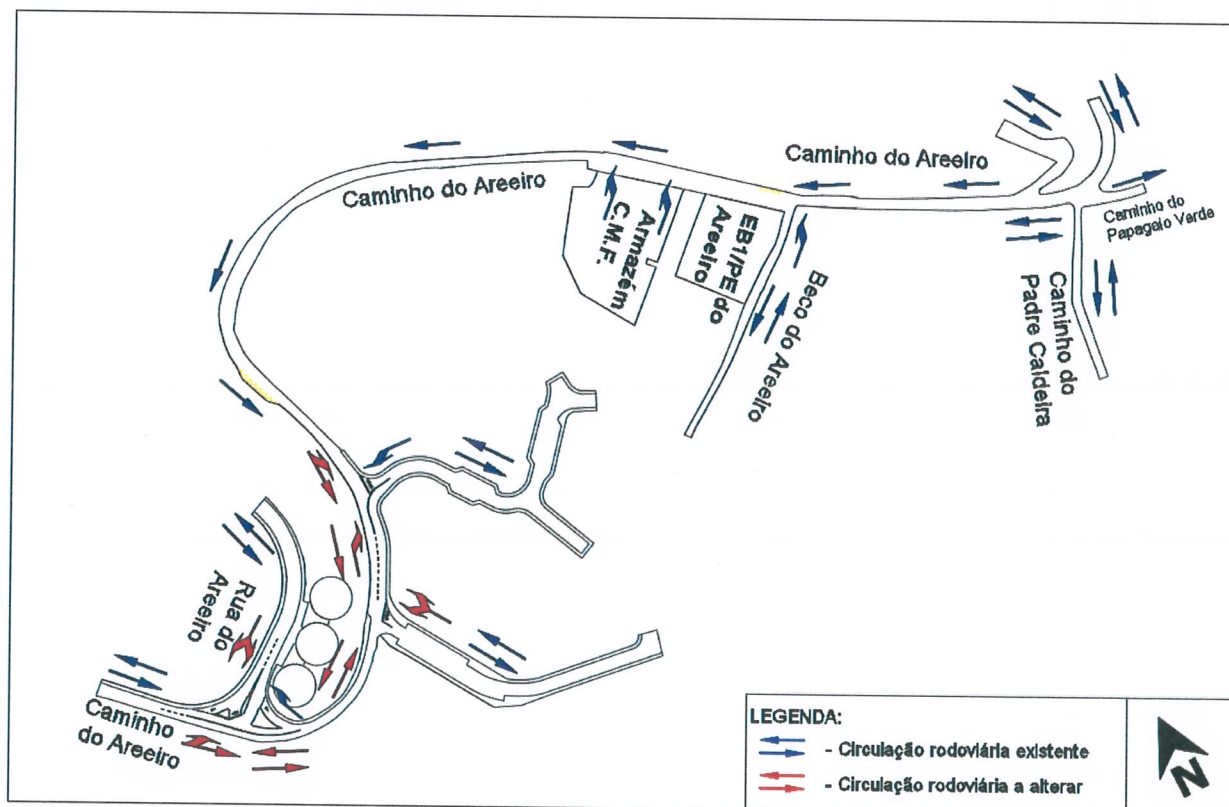 Caminho do Areeiro
Caminho do Areeiro
Caminho do
Papagaio Verde
Armazém
C.M.F.
EB1/PE do
Areeiro
Beco do Areeiro
Caminho do
Padre Caldeira
Rua do
Areeiro
Caminho
do Areeiro
LEGENDA:
- Circulação rodoviária existente
- Circulação rodoviária a alterar
N